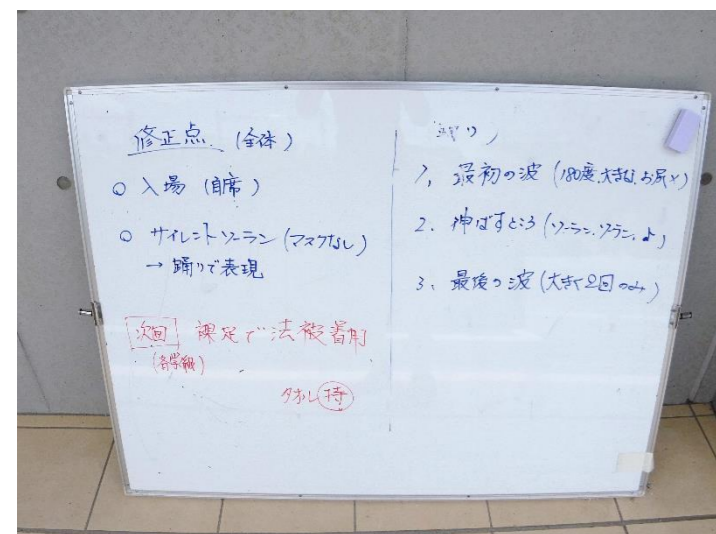 修正点 (全体)
○ 入場 (自席)
○ サイレントソーラン (マスクなし)
→ 踊りで表現
次回 課定で法被着用
(各学級)
タオル 持
踊り
1, 最初の波 (180度、大きな、お尻×)
2. 伸ばすところ (ソーラン、ソーラン、よ)
3、最後の波 (大きく2回のみ)